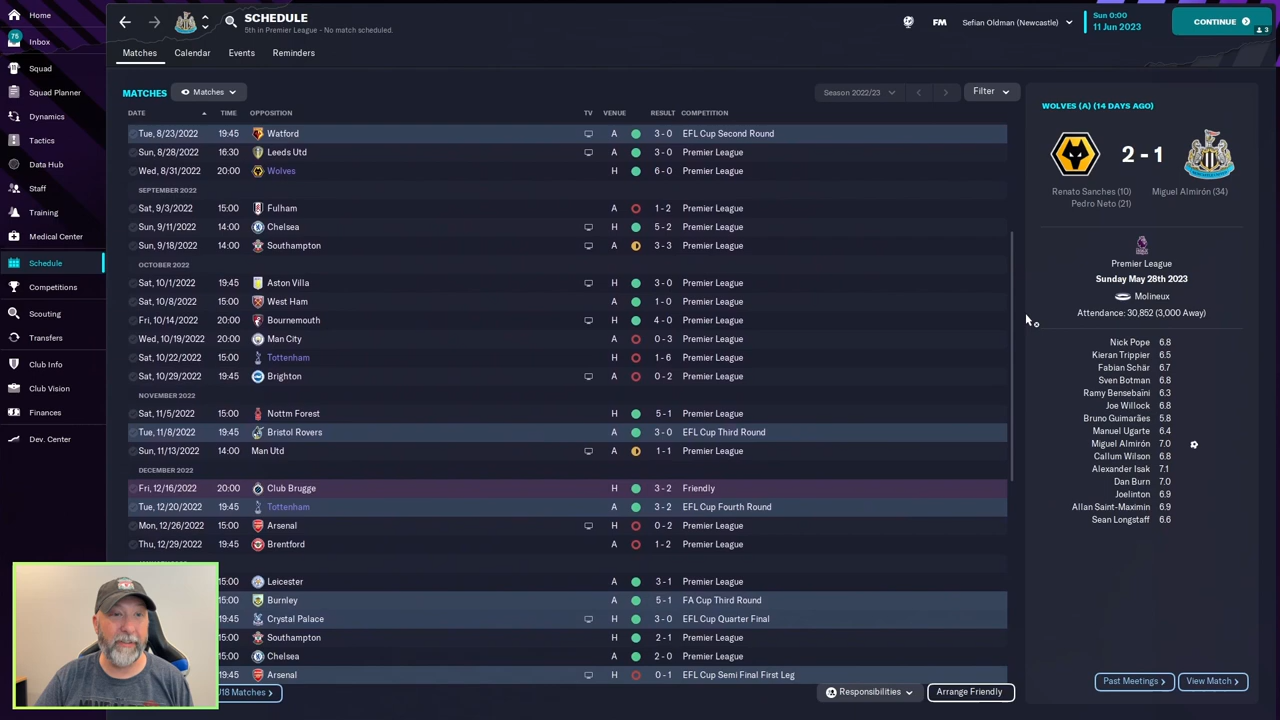 Home
SCHEDULE
5th in Premier League - No match scheduled.
FM
Sefian Oldman (Newcastle)
Sun 0:00
11 Jun 2023
CONTINUE
3
75
Inbox
Squad
Squad Planner
Dynamics
Tactics
Data Hub
Staff
Training
Medical Center
Schedule
Competitions
Scouting
Transfers
Club Info
Club Vision
Finances
Dev. Center
Matches Calendar Events Reminders
MATCHES
Matches
Season 2022/23
Filter
DATE TIME OPPOSITION TV VENUE RESULT COMPETITION
Tue, 8/23/2022 19:45 Watford A 3 - 0 EFL Cup Second Round
Sun, 8/28/2022 16:30 Leeds Utd A 3 - 0 Premier League
Wed, 8/31/2022 20:00 Wolves H 6 - 0 Premier League
SEPTEMBER 2022
Sat, 9/3/2022 15:00 Fulham A 1 - 2 Premier League
Sun, 9/11/2022 14:00 Chelsea H 5 - 2 Premier League
Sun, 9/18/2022 14:00 Southampton A 3 - 3 Premier League
OCTOBER 2022
Sat, 10/1/2022 19:45 Aston Villa H 3 - 0 Premier League
Sat, 10/8/2022 15:00 West Ham A 1 - 0 Premier League
Fri, 10/14/2022 20:00 Bournemouth H 4 - 0 Premier League
Wed, 10/19/2022 20:00 Man City A 0 - 3 Premier League
Sat, 10/22/2022 15:00 Tottenham H 1 - 6 Premier League
Sat, 10/29/2022 19:45 Brighton A 0 - 2 Premier League
NOVEMBER 2022
Sat, 11/5/2022 15:00 Nottm Forest H 5 - 1 Premier League
Tue, 11/8/2022 19:45 Bristol Rovers A 3 - 0 EFL Cup Third Round
Sun, 11/13/2022 14:00 Man Utd A 1 - 1 Premier League
DECEMBER 2022
Fri, 12/16/2022 20:00 Club Brugge H 3 - 2 Friendly
Tue, 12/20/2022 19:45 Tottenham A 3 - 2 EFL Cup Fourth Round
Mon, 12/26/2022 15:00 Arsenal H 0 - 2 Premier League
Thu, 12/29/2022 19:45 Brentford A 1 - 2 Premier League
15:00 Leicester H 3 - 1 Premier League
15:00 Burnley A 5 - 1 FA Cup Third Round
19:45 Crystal Palace H 3 - 0 EFL Cup Quarter Final
15:00 Southampton H 2 - 1 Premier League
15:00 Chelsea A 2 - 0 Premier League
19:45 Arsenal H 0 - 1 EFL Cup Semi Final First Leg
U18 Matches
Responsibilities
Arrange Friendly
WOLVES (A) (14 DAYS AGO)
2 - 1
Renato Sanches (10) Miguel Almirón (34)
Pedro Neto (21)
Premier League
Sunday May 28th 2023
Molineux
Attendance: 30,852 (3,000 Away)
Nick Pope 6.8
Kieran Trippier 6.5
Fabian Schär 6.7
Sven Botman 6.8
Ramy Bensebaini 6.3
Joe Willock 6.8
Bruno Guimarães 5.8
Manuel Ugarte 6.4
Miguel Almirón 7.0
Callum Wilson 6.8
Alexander Isak 7.1
Dan Burn 7.0
Joelinton 6.9
Allan Saint-Maximin 6.9
Sean Longstaff 6.6
Past Meetings
View Match